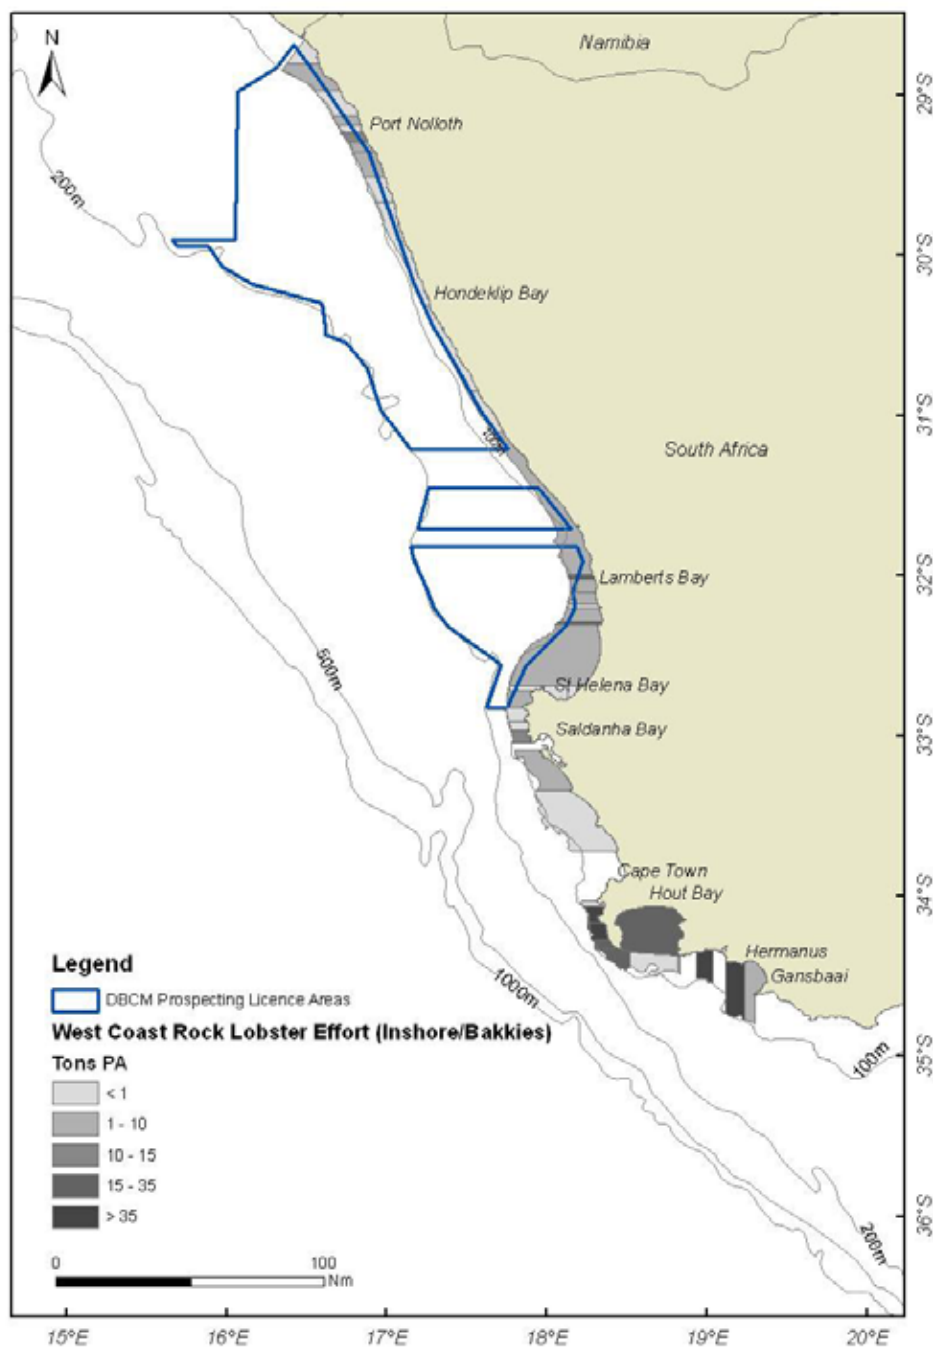 N
Namibia
29°S
Port Nolloth
200m
30°S
Hondeklip Bay
31°S
100m
South Africa
32°S
Lamberts Bay
500m
St Helena Bay
Saldanha Bay
33°S
Cape Town
Hout Bay
34°S
Hermanus
Gansbaai
1000m
35°S
100m
200m
36°S
Legend
DBCM Prospecting Licence Areas
West Coast Rock Lobster Effort (Inshore/Bakkies)
Tons PA
< 1
1 - 10
10 - 15
15 - 35
> 35
0 100
Nm
15°E 16°E 17°E 18°E 19°E 20°E